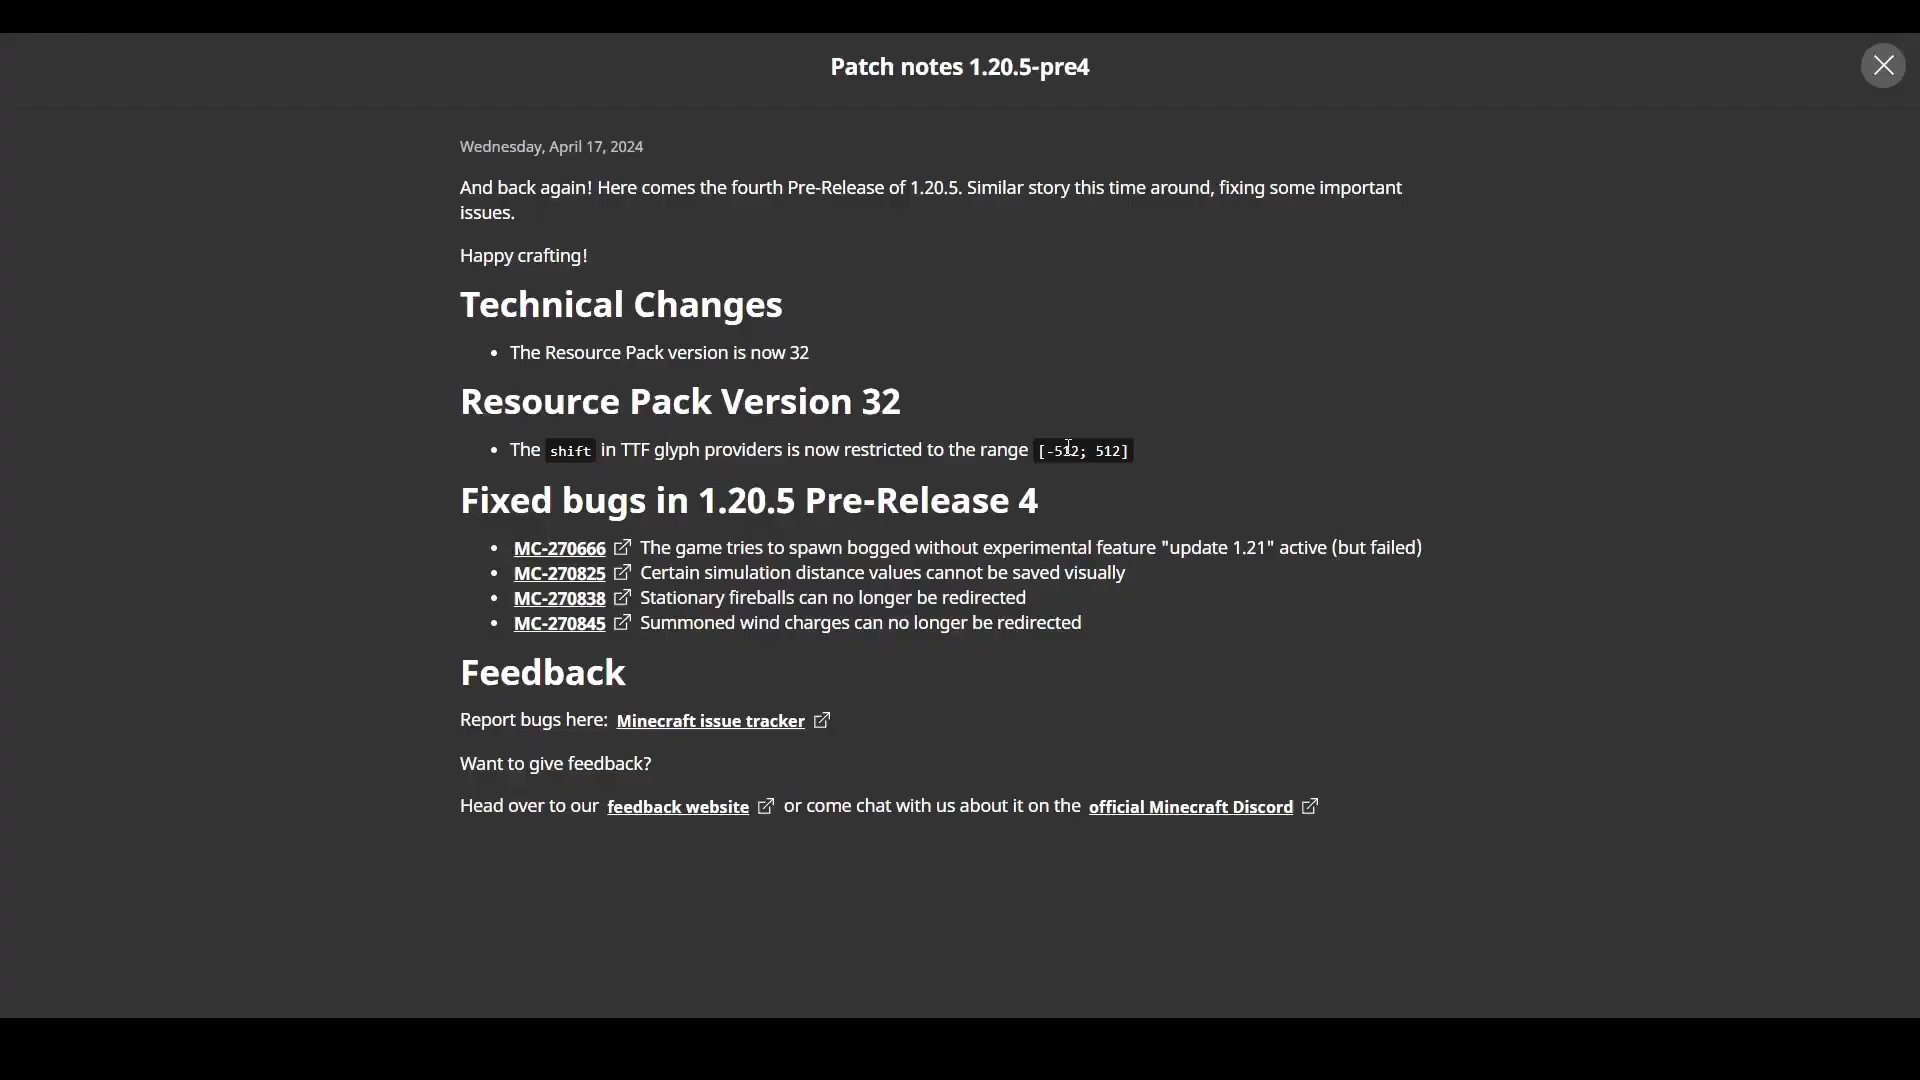 Patch notes 1.20.5-pre4
Wednesday, April 17, 2024
And back again! Here comes the fourth Pre-Release of 1.20.5. Similar story this time around, fixing some important
issues.
Happy crafting!
Technical Changes
• The Resource Pack version is now 32
Resource Pack Version 32
• The shift in TTF glyph providers is now restricted to the range [-512; 512]
Fixed bugs in 1.20.5 Pre-Release 4
• MC-270666 The game tries to spawn bogged without experimental feature "update 1.21" active (but failed)
• MC-270825 Certain simulation distance values cannot be saved visually
• MC-270838 Stationary fireballs can no longer be redirected
• MC-270845 Summoned wind charges can no longer be redirected
Feedback
Report bugs here: Minecraft issue tracker
Want to give feedback?
Head over to our feedback website or come chat with us about it on the official Minecraft Discord